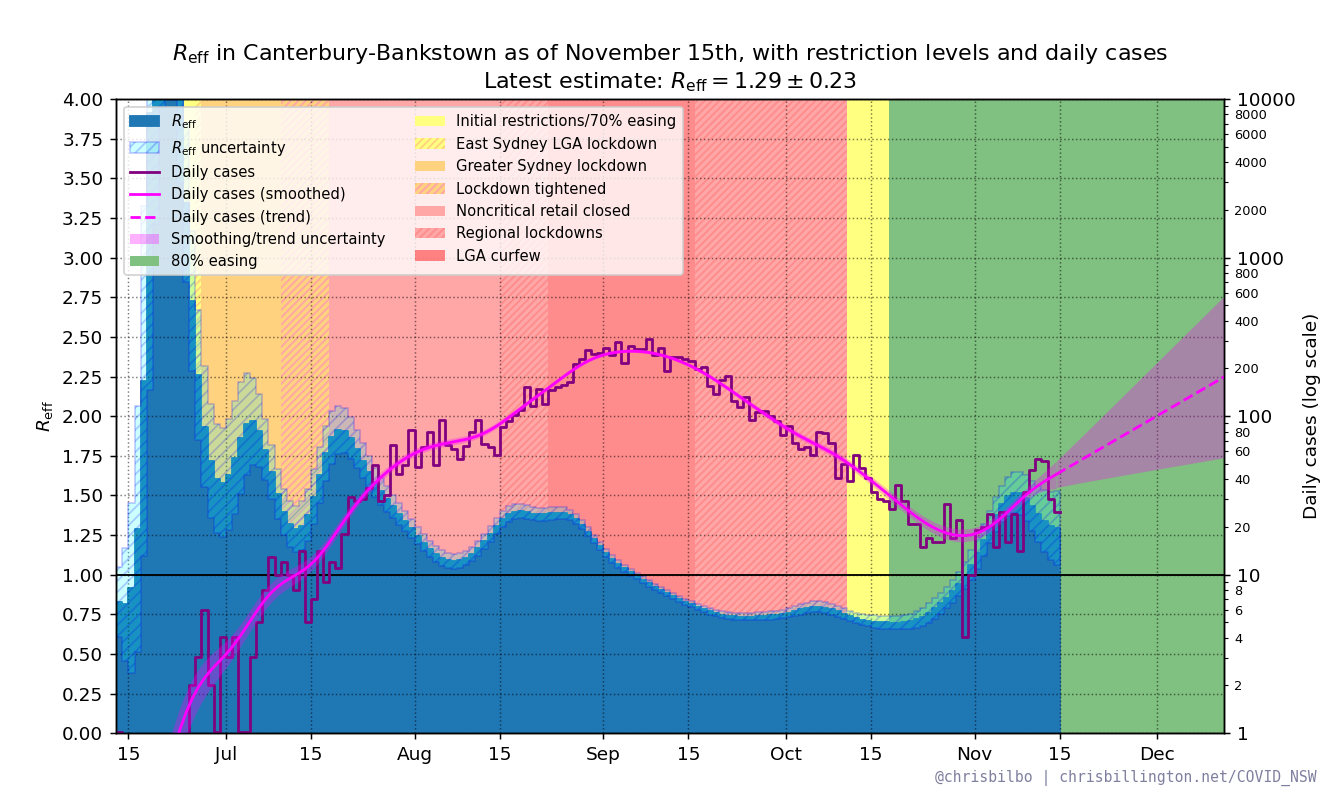 R_eff in Canterbury-Bankstown as of November 15th, with restriction levels and daily cases
Latest estimate: R_eff = 1.29 ± 0.23
R_eff
R_eff uncertainty
Daily cases
Daily cases (smoothed)
Daily cases (trend)
Smoothing/trend uncertainty
80% easing
Initial restrictions/70% easing
East Sydney LGA lockdown
Greater Sydney lockdown
Lockdown tightened
Noncritical retail closed
Regional lockdowns
LGA curfew
R_eff
4.00
3.75
3.50
3.25
3.00
2.75
2.50
2.25
2.00
1.75
1.50
1.25
1.00
0.75
0.50
0.25
0.00
15
Jul
15
Aug
15
Sep
15
Oct
15
Nov
15
Dec
10000
8000
6000
4000
2000
1000
800
600
400
200
100
80
60
40
20
10
8
6
4
2
1
Daily cases (log scale)
@chrisbilbo | chrisbillington.net/COVID_NSW